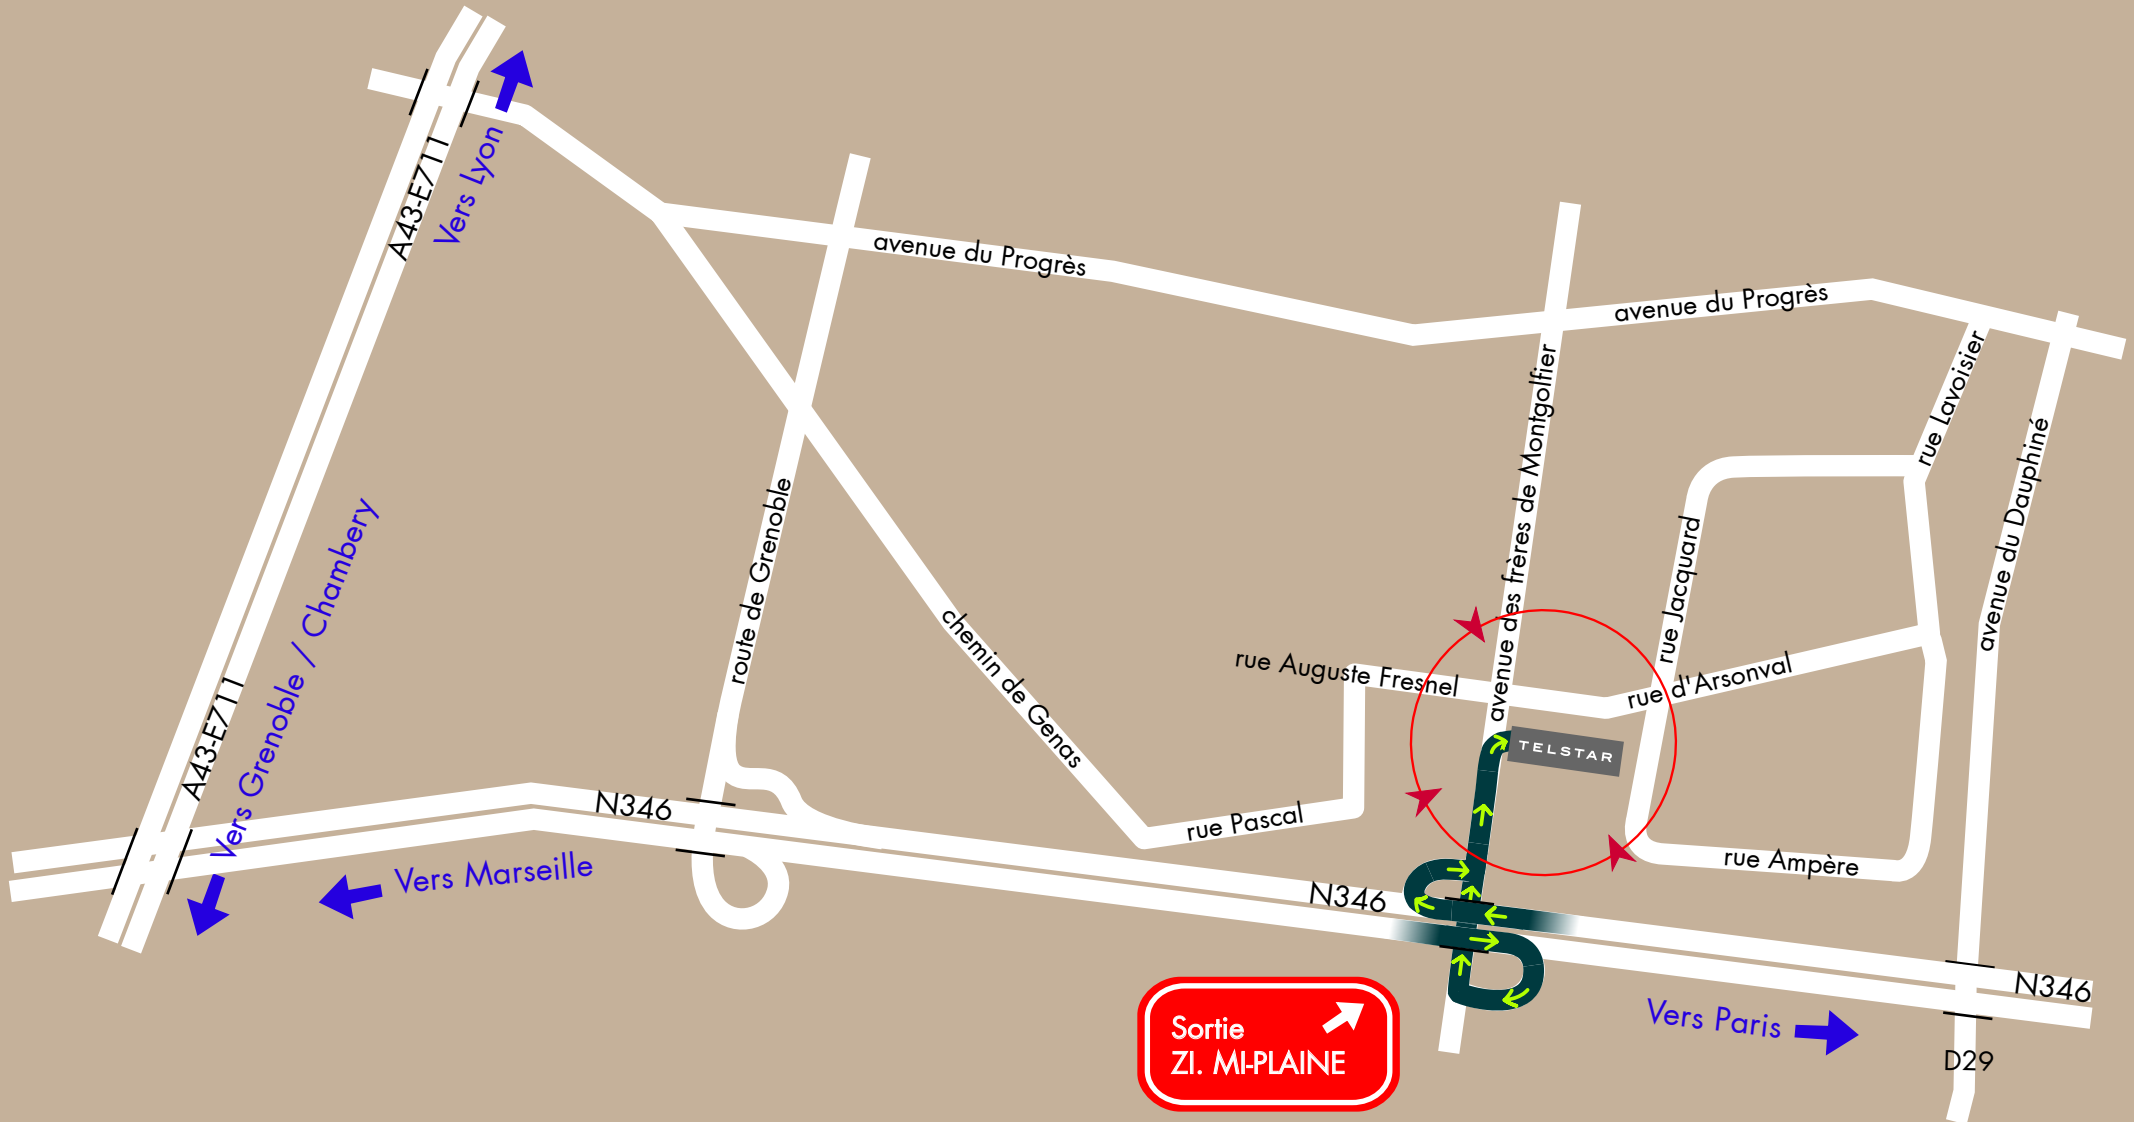 A43-E711
Vers Lyon
avenue du Progrès
avenue du Progrès
rue Lavoisier
avenue des frères de Montgolfier
avenue du Dauphiné
route de Grenoble
rue Jacquard
chemin de Genas
rue Auguste Fresnel
rue d'Arsonval
A43-E711
Vers Grenoble // Chambery
TELSTAR
N346
rue Pascal
rue Ampère
Vers Marseille
N346
N346
Vers Paris
Sortie
ZI. MI-PLAINE
D29